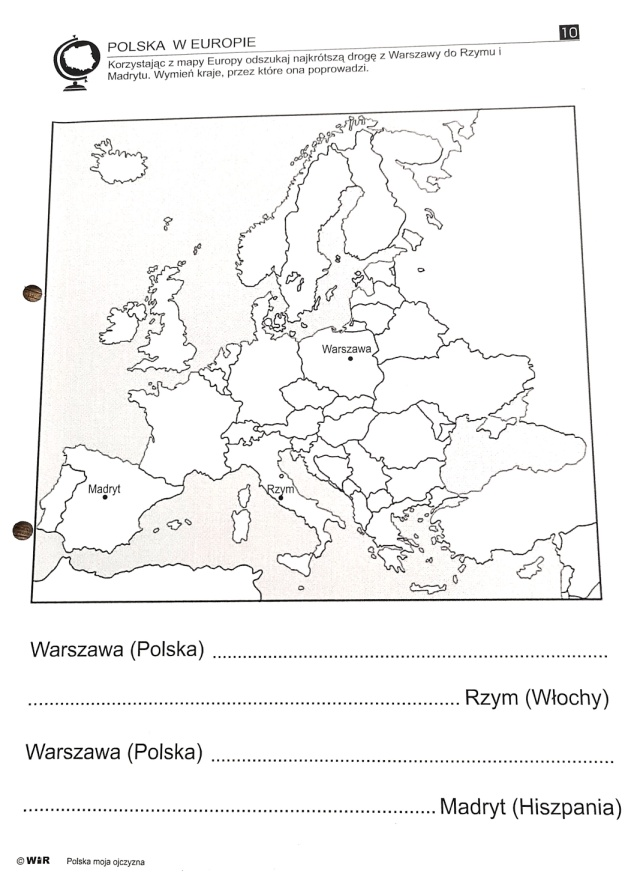 10
POLSKA W EUROPIE
Korzystając z mapy Europy odszukaj najkrótszą drogę z Warszawy do Rzymu i
Madrytu. Wymień kraje, przez które ona poprowadzi.
Warszawa
Madryt
Rzym
Warszawa (Polska) ..........................................................................
.................................................................................. Rzym (Włochy)
Warszawa (Polska) ..........................................................................
.............................................................................. Madryt (Hiszpania)
© WiR Polska moja ojczyzna